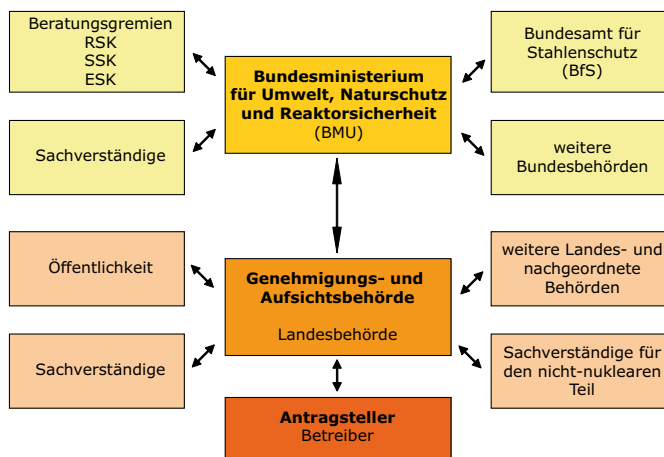 Beratungsgremien
RSK
SSK
ESK
Bundesministerium
für Umwelt, Naturschutz
und Reaktorsicherheit
(BMU)
Bundesamt für
Stahlenschutz
(BfS)
Sachverständige
weitere
Bundesbehörden
Öffentlichkeit
Genehmigungs- und
Aufsichtsbehörde
Landesbehörde
weitere Landes- und
nachgeordnete
Behörden
Sachverständige
Sachverständige für
den nicht-nuklearen
Teil
Antragsteller
Betreiber